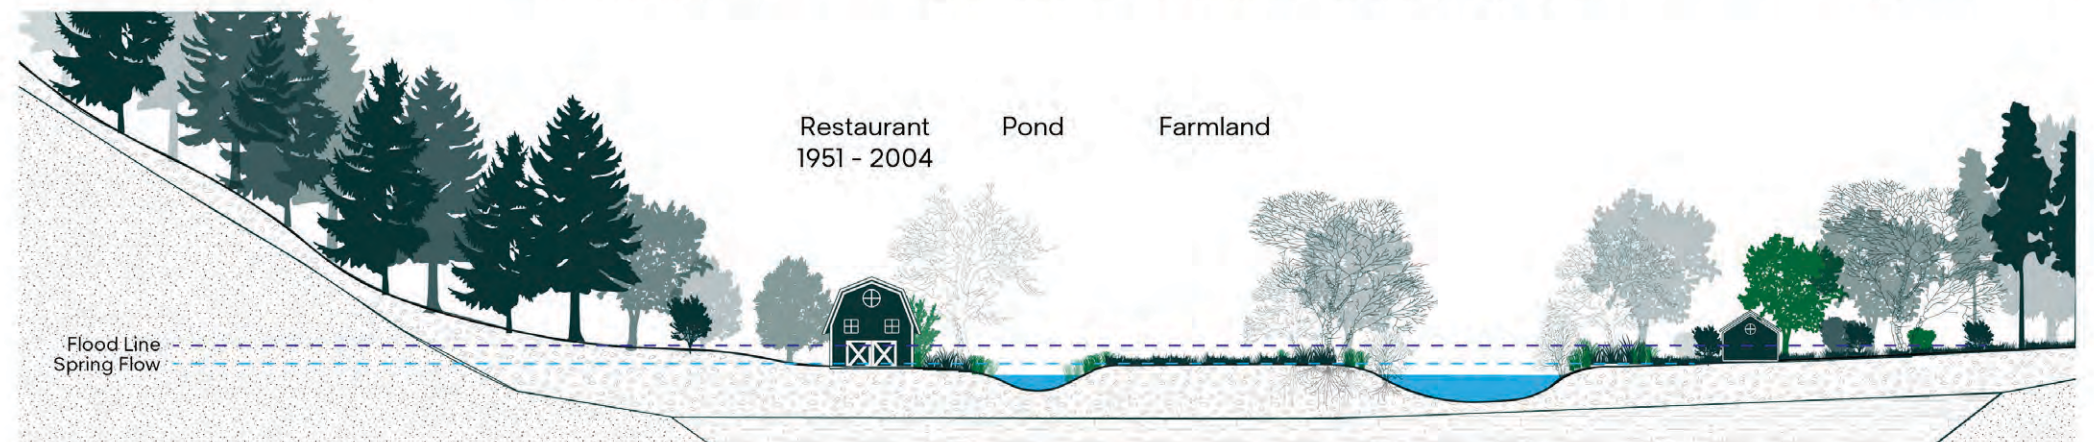 Restaurant
1951 - 2004
Pond
Farmland
Flood Line
Spring Flow